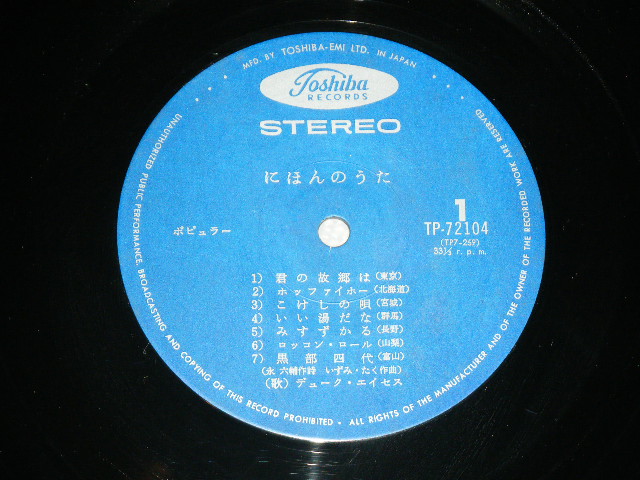 MFD. BY TOSHIBA-EMI LTD. IN JAPAN
Toshiba
RECORDS
STEREO
にほんのうた
ポピュラー
1
TP-72104
(TP7-259)
33⅓ r. p. m.
1) 君の故郷は (東京)
2) ホッファイホー (北海道)
3) こけしの唄 (宮城)
4) いい湯だな (群馬)
5) みすずかる (長野)
6) ロッコン・ロール (山梨)
7) 黒部四代 (富山)
(永 六輔作詩 いずみ・たく作曲)
(歌) デューク・エイセス
UNAUTHORIZED PUBLIC PERFORMANCE, BROADCASTING AND COPYING OF THIS RECORD PROHIBITED • ALL RIGHTS OF THE MANUFACTURER AND OF THE OWNER OF THE RECORDED WORK ARE RESERVED